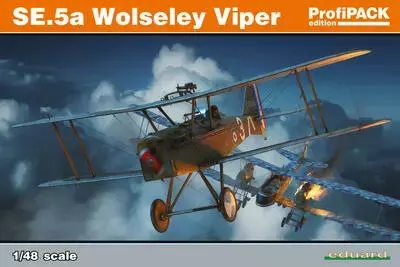 SE.5a Wolseley Viper
ProfiPACK
edition
1/48 scale
eduard